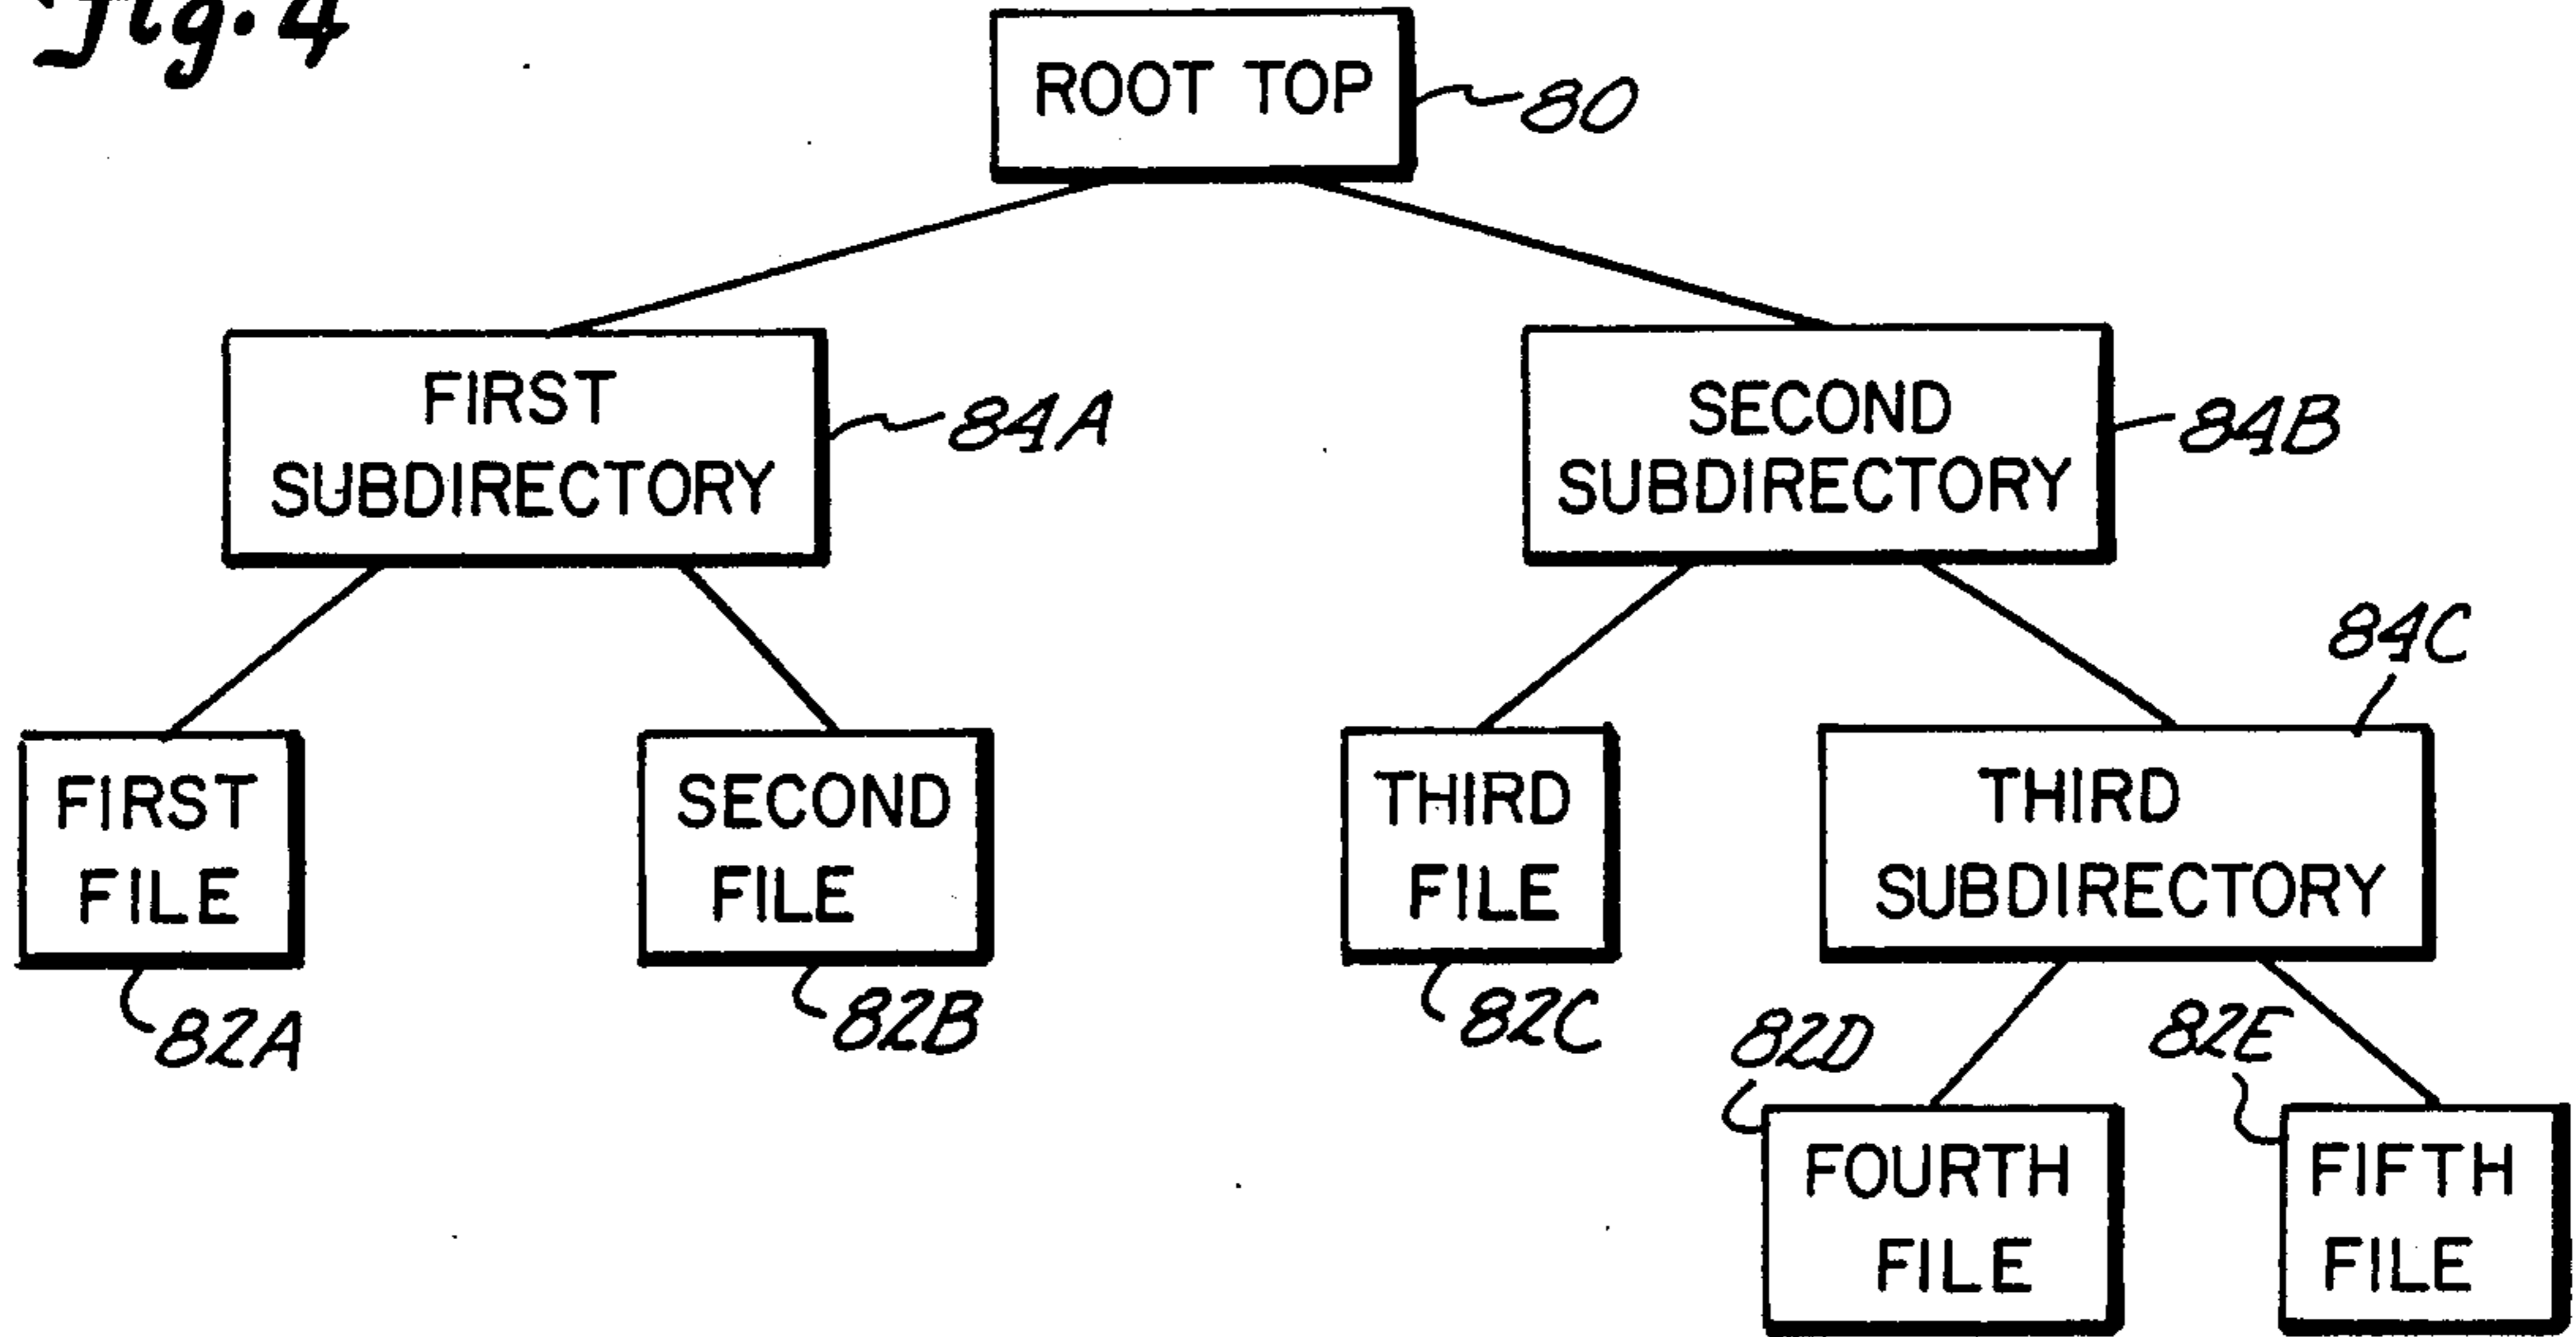 Fig. 4
ROOT TOP
80
FIRST
SUBDIRECTORY
84A
SECOND
SUBDIRECTORY
84B
84C
FIRST
FILE
82A
SECOND
FILE
82B
THIRD
FILE
82C
THIRD
SUBDIRECTORY
82D
82E
FOURTH
FILE
FIFTH
FILE